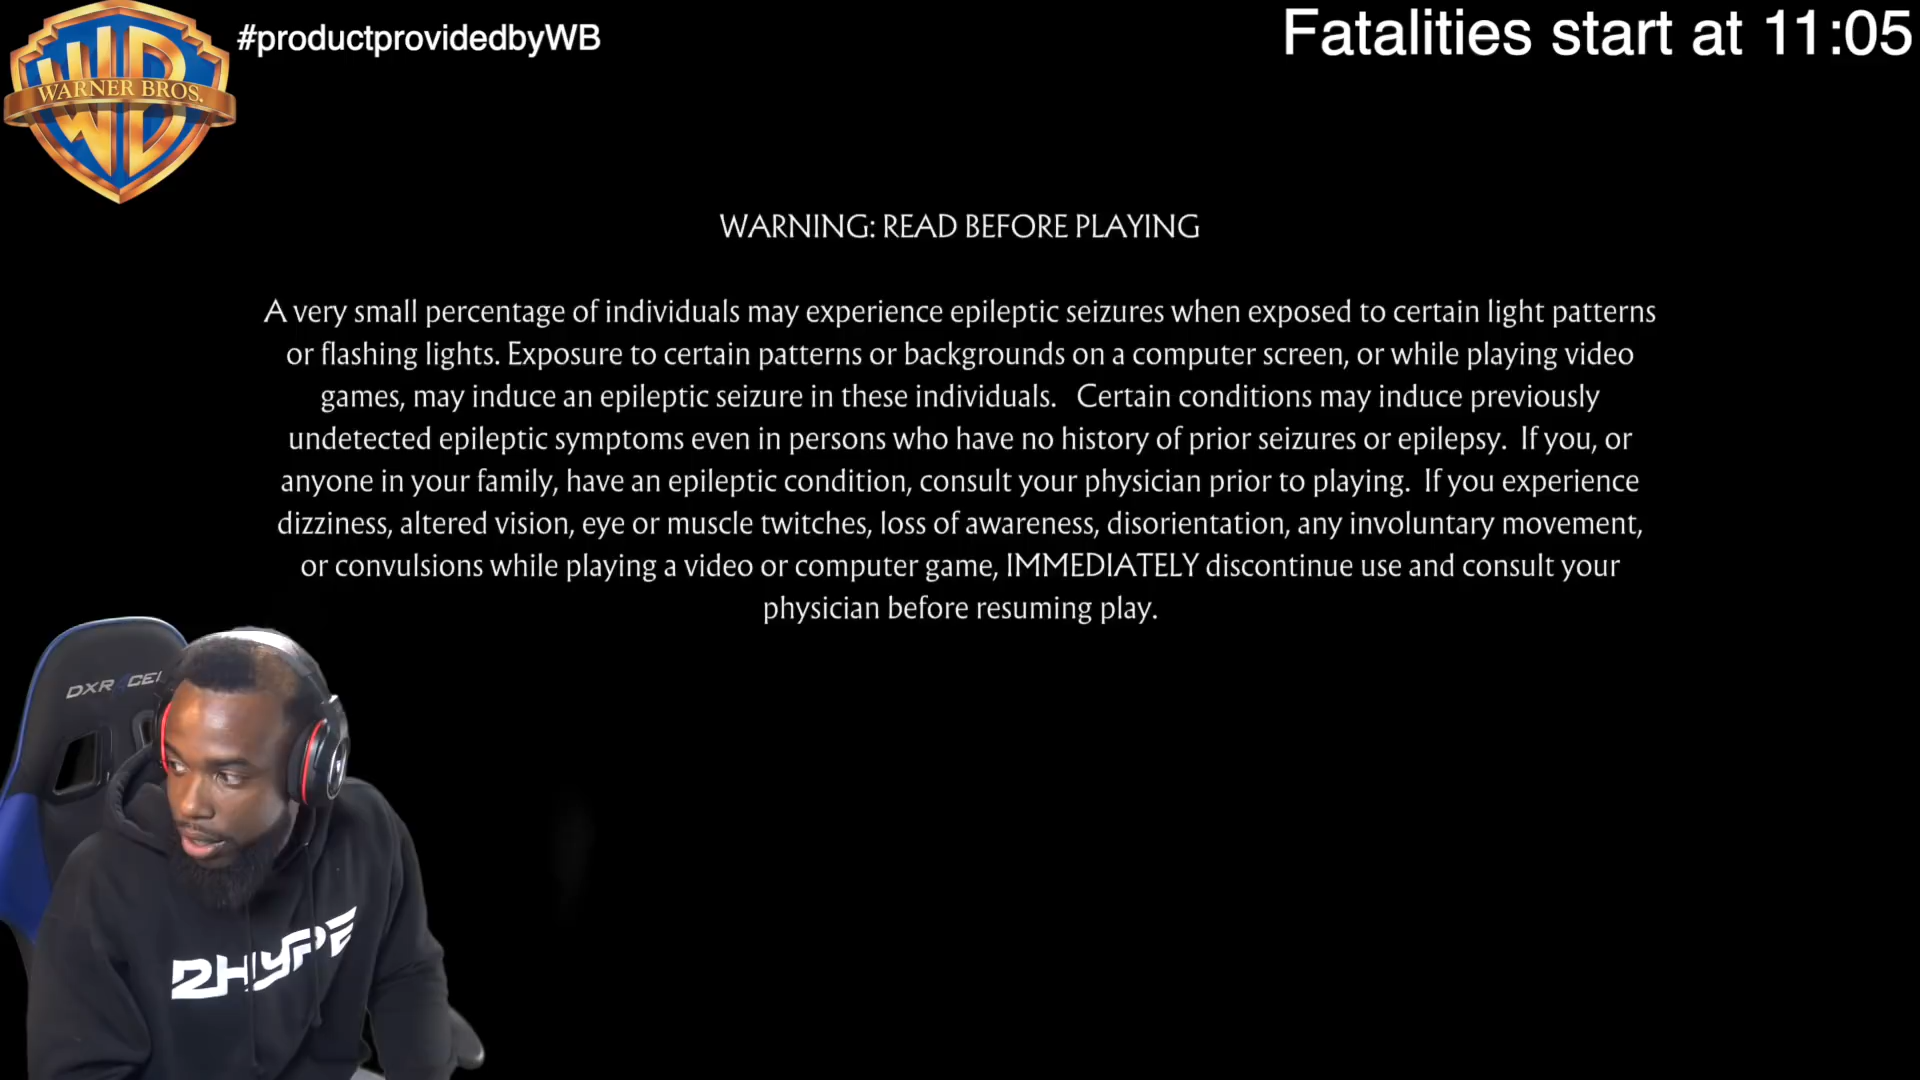 #productprovidedbyWB
Fatalities start at 11:05
WARNER BROS.
WARNING: READ BEFORE PLAYING
A very small percentage of individuals may experience epileptic seizures when exposed to certain light patterns
or flashing lights. Exposure to certain patterns or backgrounds on a computer screen, or while playing video
games, may induce an epileptic seizure in these individuals. Certain conditions may induce previously
undetected epileptic symptoms even in persons who have no history of prior seizures or epilepsy. If you, or
anyone in your family, have an epileptic condition, consult your physician prior to playing. If you experience
dizziness, altered vision, eye or muscle twitches, loss of awareness, disorientation, any involuntary movement,
or convulsions while playing a video or computer game, IMMEDIATELY discontinue use and consult your
physician before resuming play.
DXRACER
2HYPE